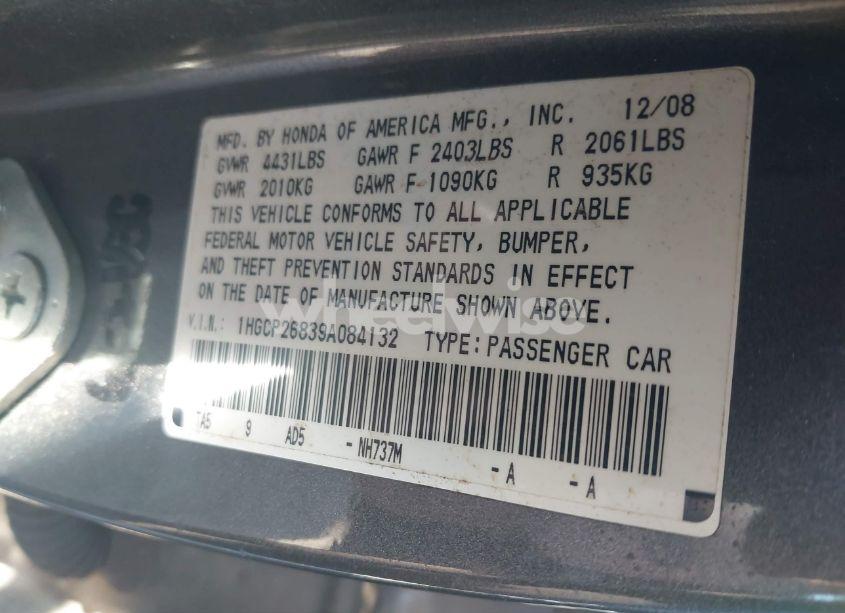 MFD. BY HONDA OF AMERICA MFG., INC. 12/08
GVWR 4431LBS GAWR F 2403LBS R 2061LBS
GVWR 2010KG GAWR F 1090KG R 935KG
THIS VEHICLE CONFORMS TO ALL APPLICABLE
FEDERAL MOTOR VEHICLE SAFETY, BUMPER,
AND THEFT PREVENTION STANDARDS IN EFFECT
ON THE DATE OF MANUFACTURE SHOWN ABOVE.
wheelwise
V.I.N.: 1HGCP26839A084132 TYPE:PASSENGER CAR
TA5 9 AD5 -NH737M -A -A